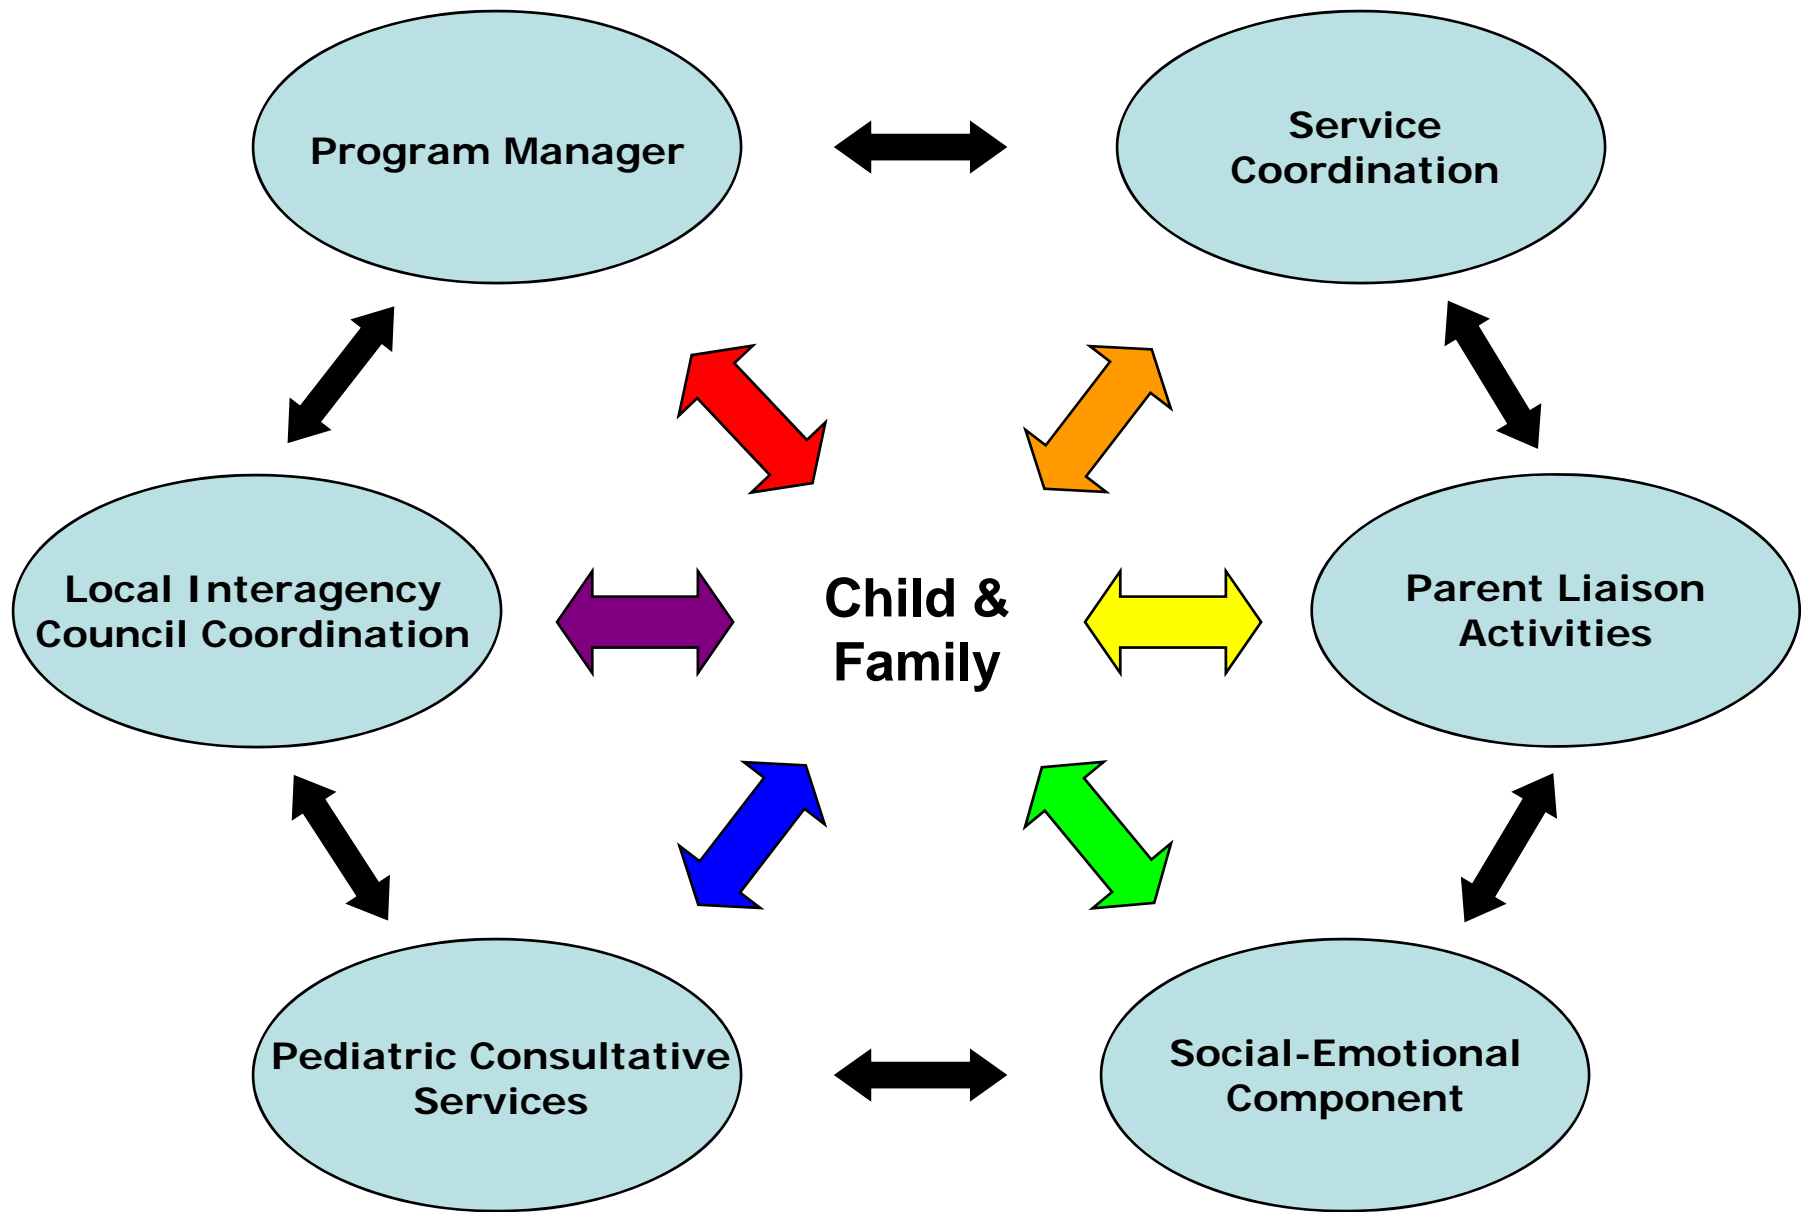 Program Manager
Service
Coordination
Local Interagency
Council Coordination
Child &
Family
Parent Liaison
Activities
Pediatric Consultative
Services
Social-Emotional
Component